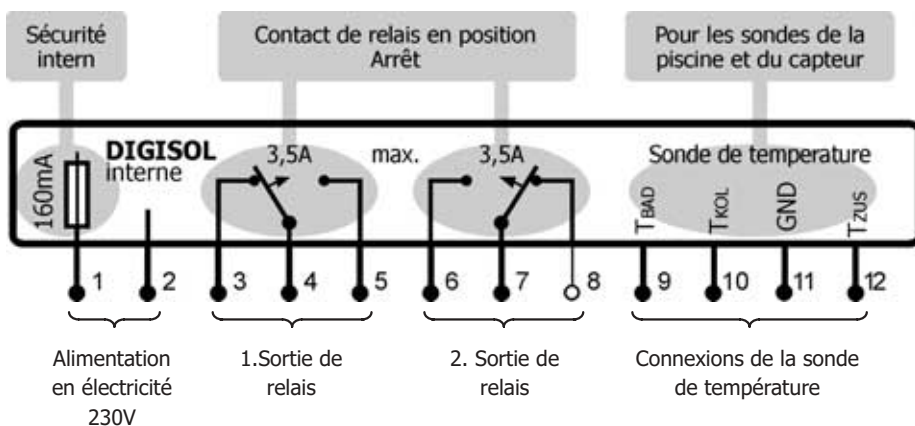 Sécurité
intern
Contact de relais en position
Arrêt
Pour les sondes de la
piscine et du capteur
160mA
DIGISOL
interne
3,5A
max.
3,5A
Sonde de temperature
TBAD
TKOL
GND
TZUS
1
2
3
4
5
6
7
8
9
10
11
12
Alimentation
en électricité
230V
1.Sortie de
relais
2. Sortie de
relais
Connexions de la sonde
de température